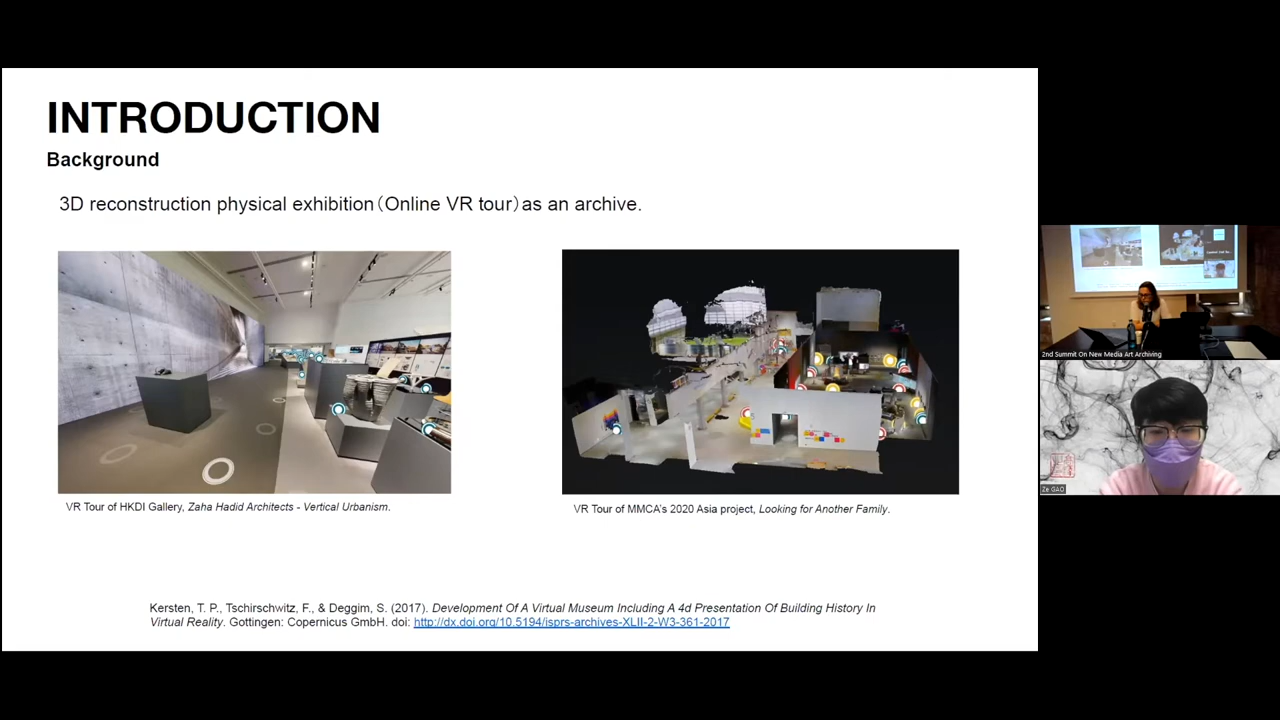 INTRODUCTION
Background
3D reconstruction physical exhibition（Online VR tour）as an archive.
VR Tour of HKDI Gallery, Zaha Hadid Architects - Vertical Urbanism.
VR Tour of MMCA's 2020 Asia project, Looking for Another Family.
Kersten, T. P., Tschirschwitz, F., & Deggim, S. (2017). Development Of A Virtual Museum Including A 4d Presentation Of Building History In
Virtual Reality. Gottingen: Copernicus GmbH. doi: http://dx.doi.org/10.5194/isprs-archives-XLII-2-W3-361-2017
2nd Summit On New Media Art Archiving
Ze GAO